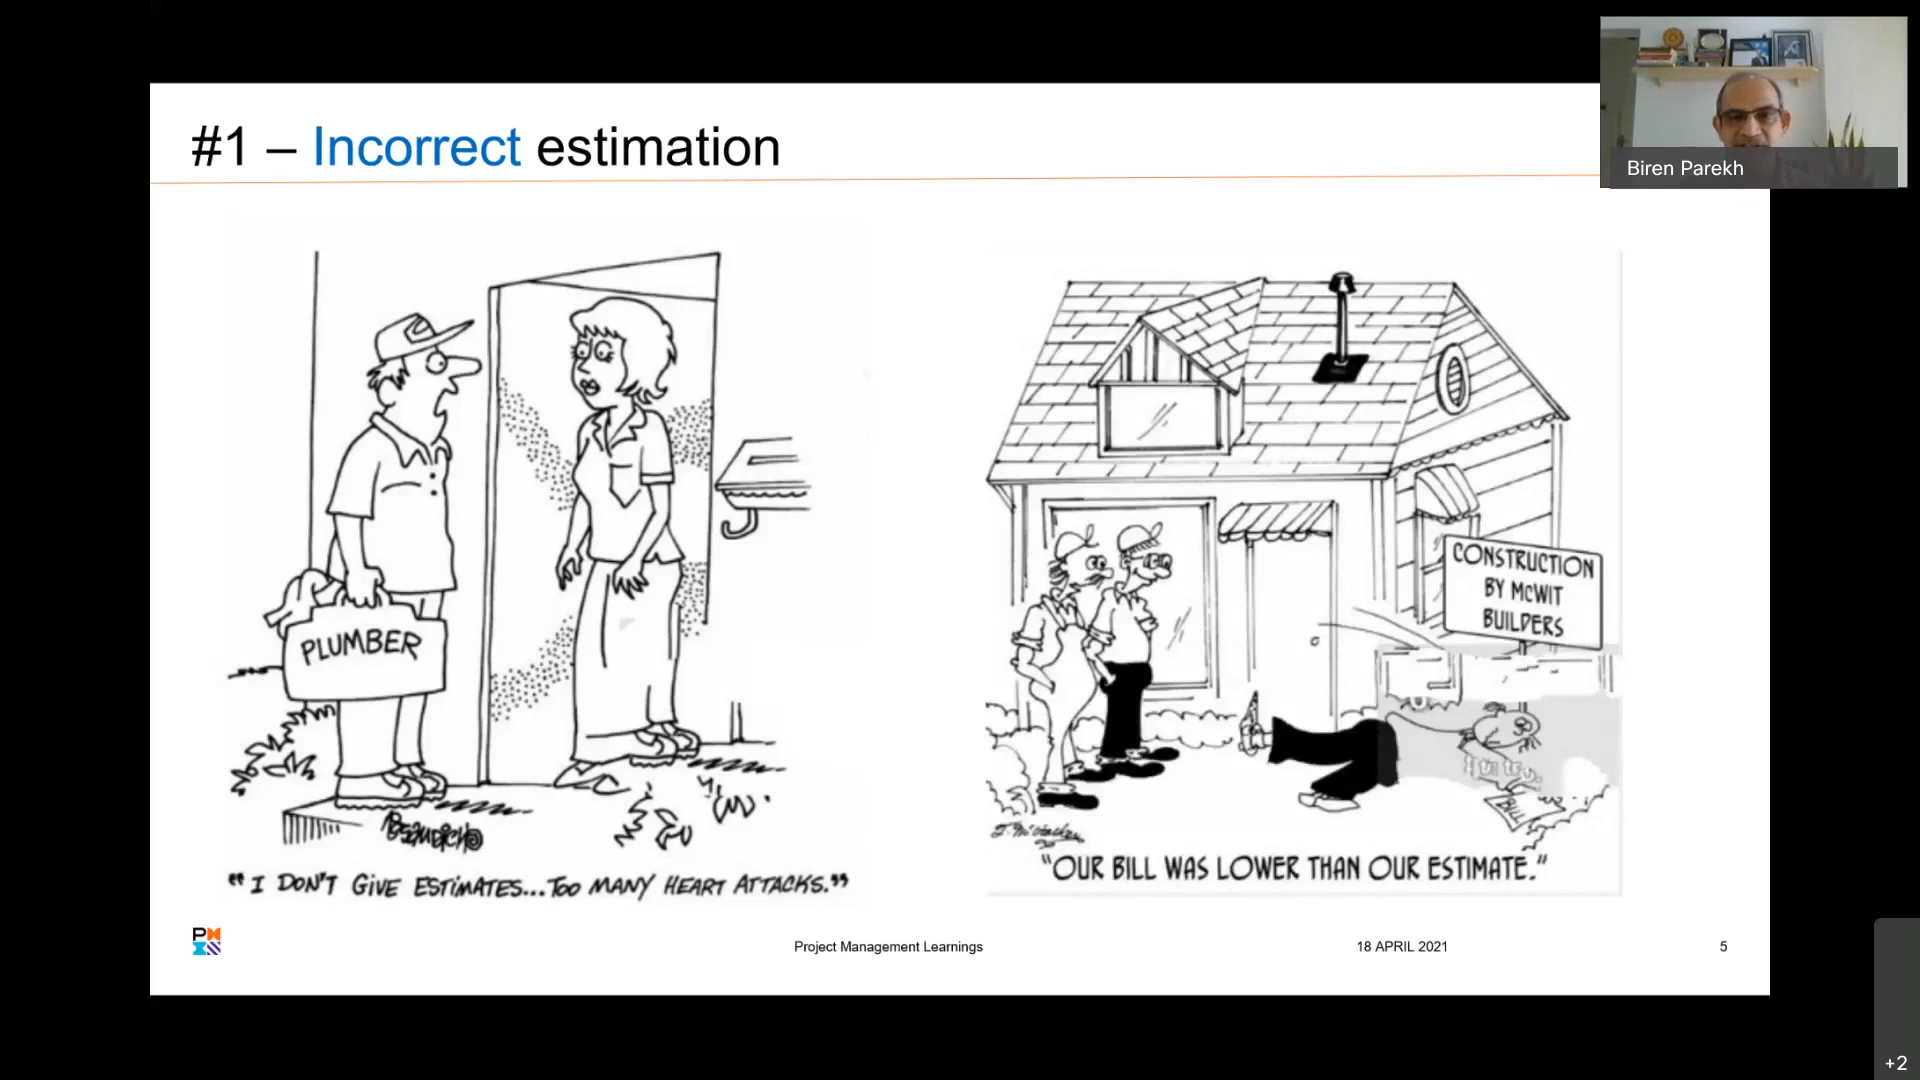 #1 – Incorrect estimation
Biren Parekh
PLUMBER
CONSTRUCTION
BY McWIT
BUILDERS
BILL
"I DON'T GIVE ESTIMATES...TOO MANY HEART ATTACKS."
"OUR BILL WAS LOWER THAN OUR ESTIMATE."
Project Management Learnings
18 APRIL 2021
5
+2